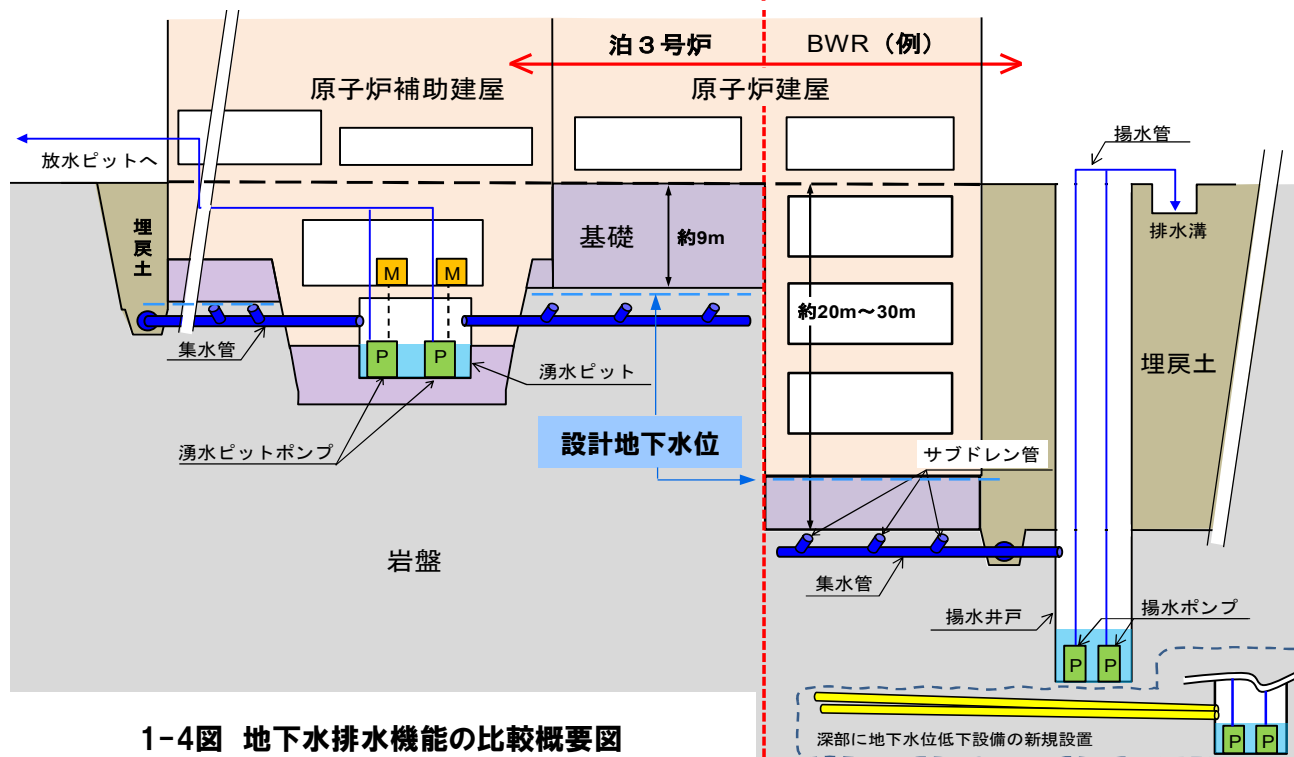 泊３号炉
BWR（例）
原子炉補助建屋
原子炉建屋
放水ピットへ
揚水管
排水溝
埋戻土
基礎
約9m
M
M
約20m～30m
集水管
P
P
湧水ピット
埋戻土
湧水ピットポンプ
設計地下水位
サブドレン管
岩盤
集水管
揚水井戸
揚水ポンプ
P
P
深部に地下水位低下設備の新規設置
P
P
1-4図 地下水排水機能の比較概要図